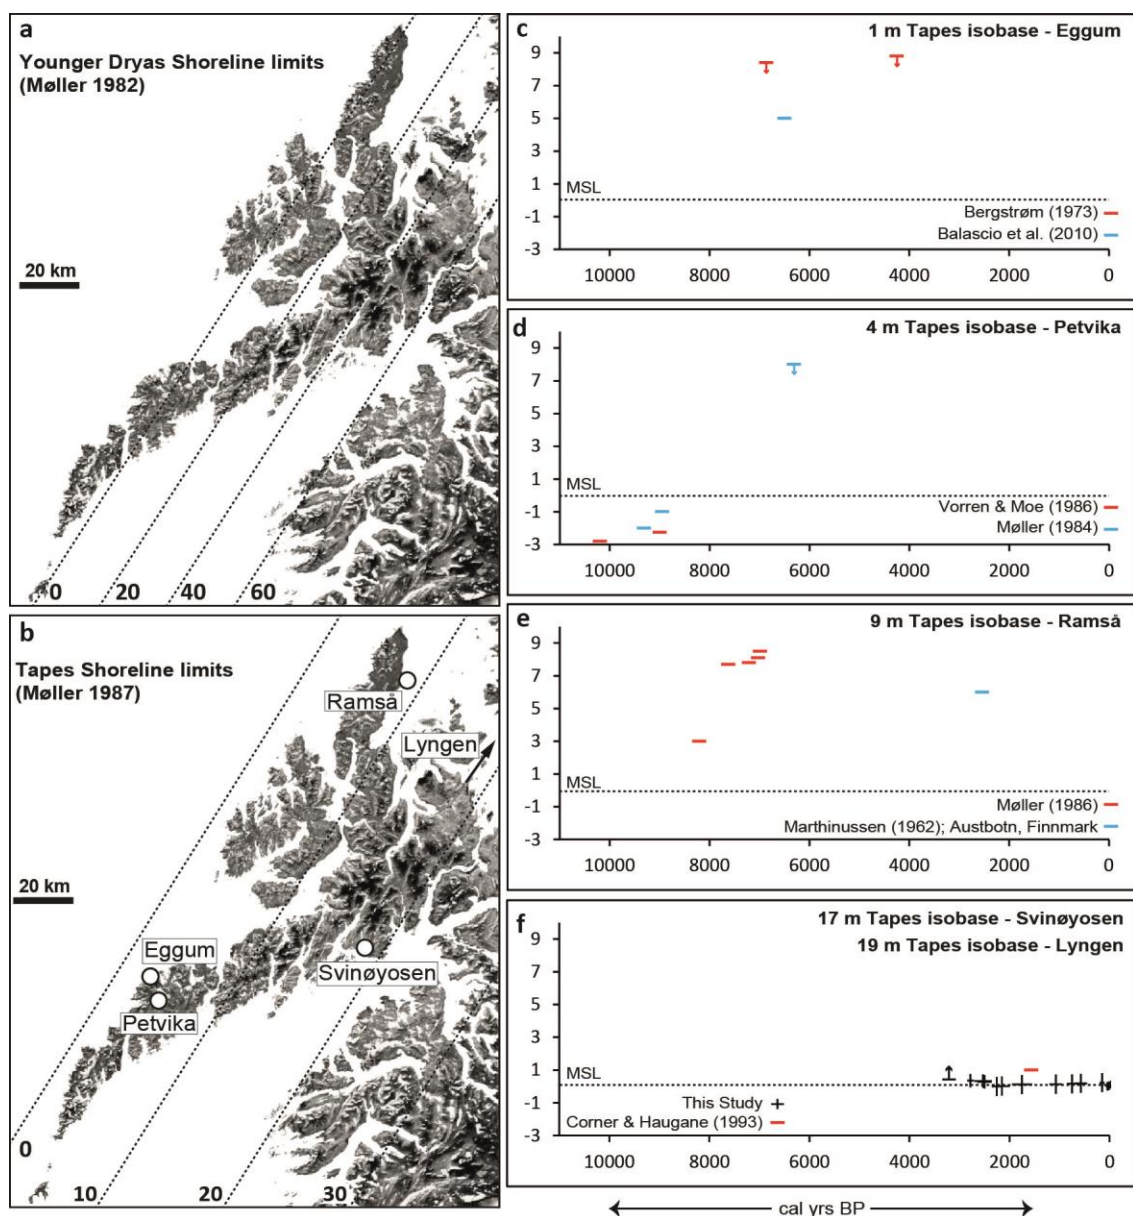 a
Younger Dryas Shoreline limits
(Møller 1982)
20 km
0 20 40 60
b
Tapes Shoreline limits
(Møller 1987)
Ramså
Lyngen
20 km
Eggum
Svinøyosen
Petvika
0
10 20 30
c
1 m Tapes isobase - Eggum
9
7
5
3
1
MSL
-1
Bergstrøm (1973)
Balascio et al. (2010)
-3
10000 8000 6000 4000 2000 0
d
4 m Tapes isobase - Petvika
9
7
5
3
1
MSL
-1
Vorren & Moe (1986)
Møller (1984)
-3
10000 8000 6000 4000 2000 0
e
9 m Tapes isobase - Ramså
9
7
5
3
1
MSL
-1
Møller (1986)
Marthinussen (1962); Austbotn, Finnmark
-3
10000 8000 6000 4000 2000 0
f
17 m Tapes isobase - Svinøyosen
19 m Tapes isobase - Lyngen
9
7
5
3
1
MSL
-1
This Study
Corner & Haugane (1993)
-3
10000 8000 6000 4000 2000 0
cal yrs BP